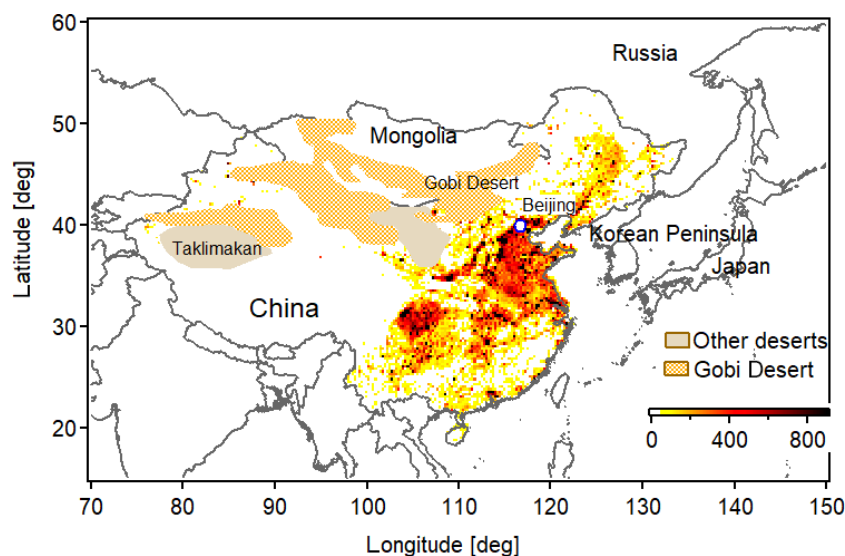 60
50
40
30
20
Latitude [deg]
Russia
Mongolia
Gobi Desert
Beijing
Taklimakan
Korean Peninsula
Japan
China
Other deserts
Gobi Desert
0 400 800
70 80 90 100 110 120 130 140 150
Longitude [deg]